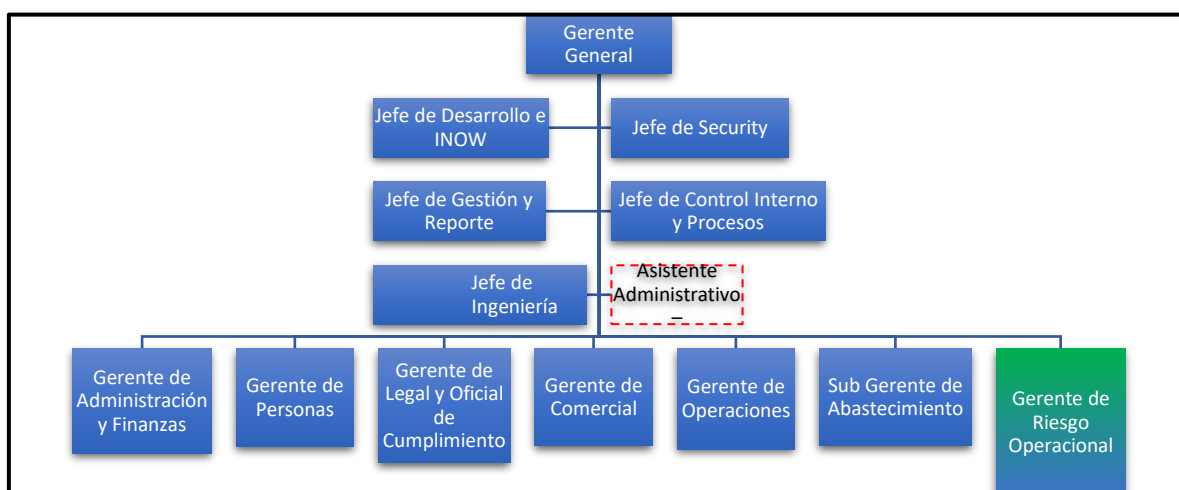 Gerente
General
Jefe de Desarrollo e
INOW
Jefe de Security
Jefe de Gestión y
Reporte
Jefe de Control Interno
y Procesos
Jefe de
Ingeniería
Asistente
Administrativo
–
Gerente de
Administración
y Finanzas
Gerente de
Personas
Gerente de
Legal y Oficial
de
Cumplimiento
Gerente de
Comercial
Gerente de
Operaciones
Sub Gerente de
Abastecimiento
Gerente de
Riesgo
Operacional